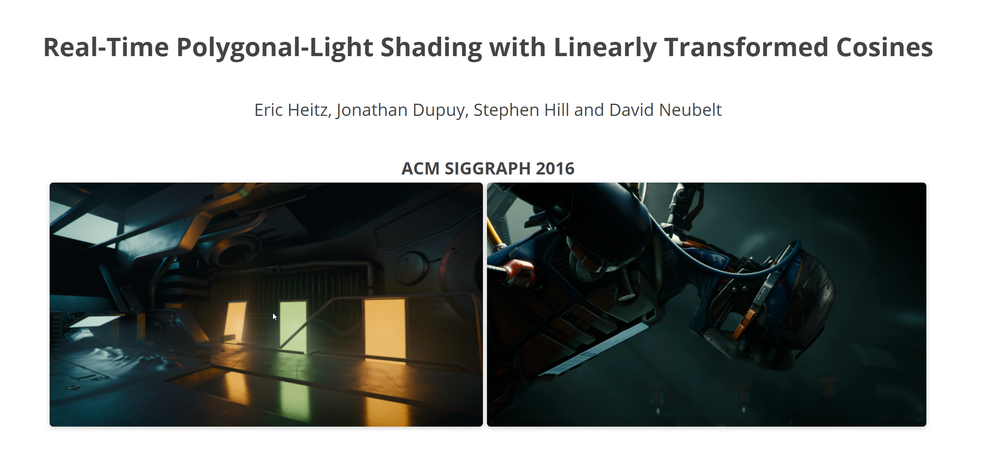 Real-Time Polygonal-Light Shading with Linearly Transformed Cosines
Eric Heitz, Jonathan Dupuy, Stephen Hill and David Neubelt
ACM SIGGRAPH 2016